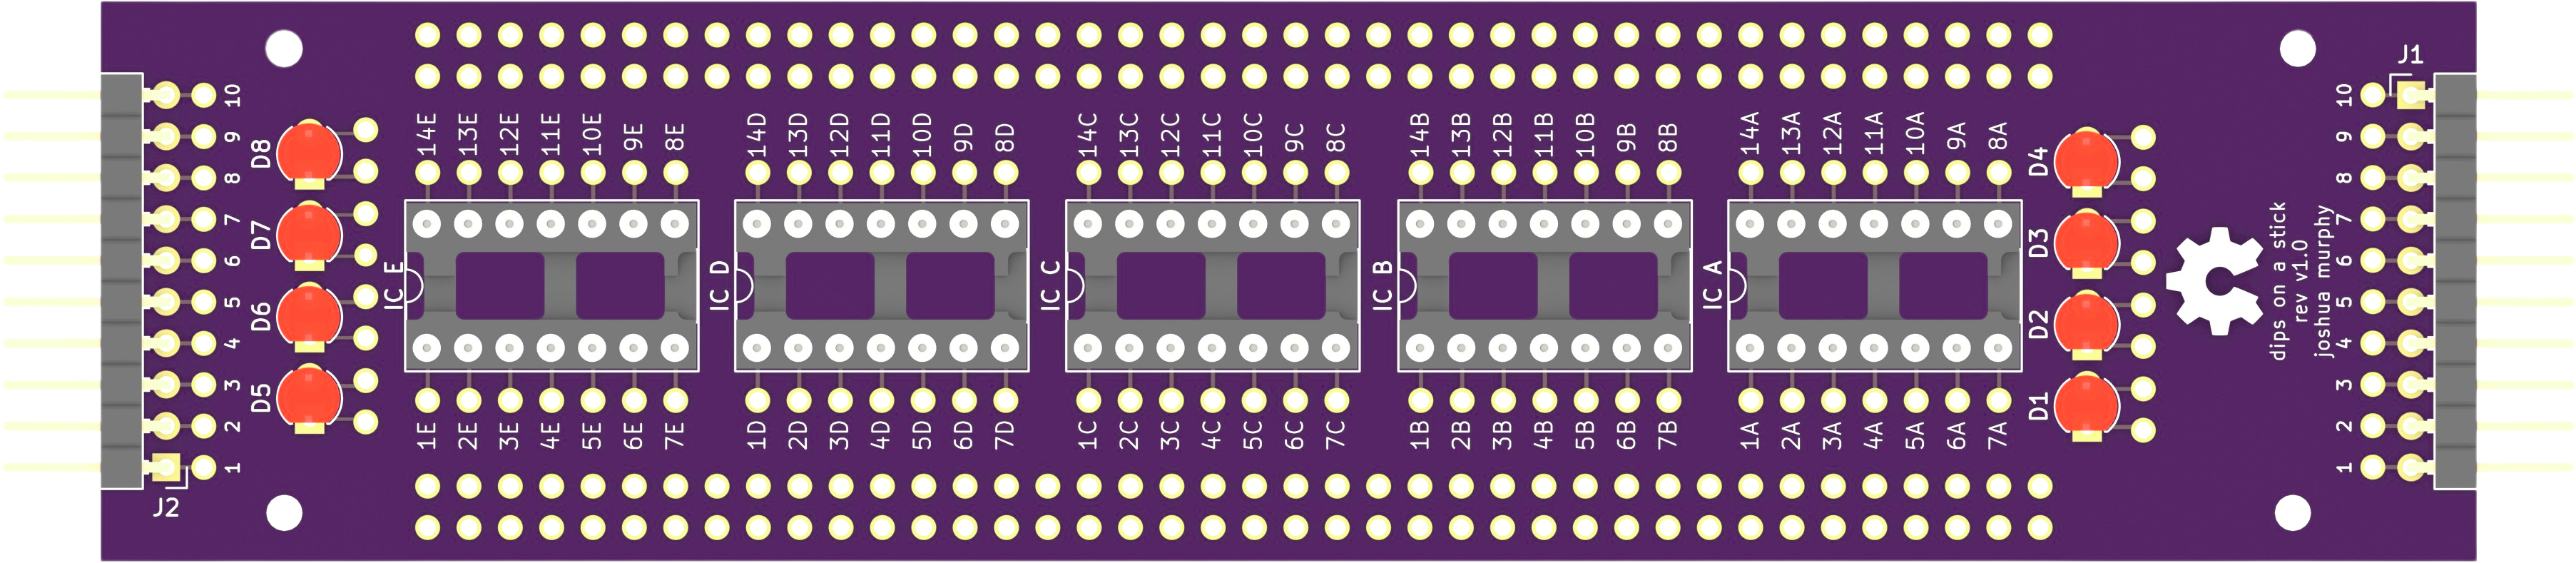 J1
10
9
8
7
6
5
4
3
2
1
D8
D7
D6
D5
14E 13E 12E 11E 10E 9E 8E
14D 13D 12D 11D 10D 9D 8D
14C 13C 12C 11C 10C 9C 8C
14B 13B 12B 11B 10B 9B 8B
14A 13A 12A 11A 10A 9A 8A
IC E
IC D
IC C
IC B
IC A
1E 2E 3E 4E 5E 6E 7E
1D 2D 3D 4D 5D 6D 7D
1C 2C 3C 4C 5C 6C 7C
1B 2B 3B 4B 5B 6B 7B
1A 2A 3A 4A 5A 6A 7A
D4
D3
D2
D1
dips on a stick
rev v1.0
joshua murphy
10
9
8
7
6
5
4
3
2
1
J2